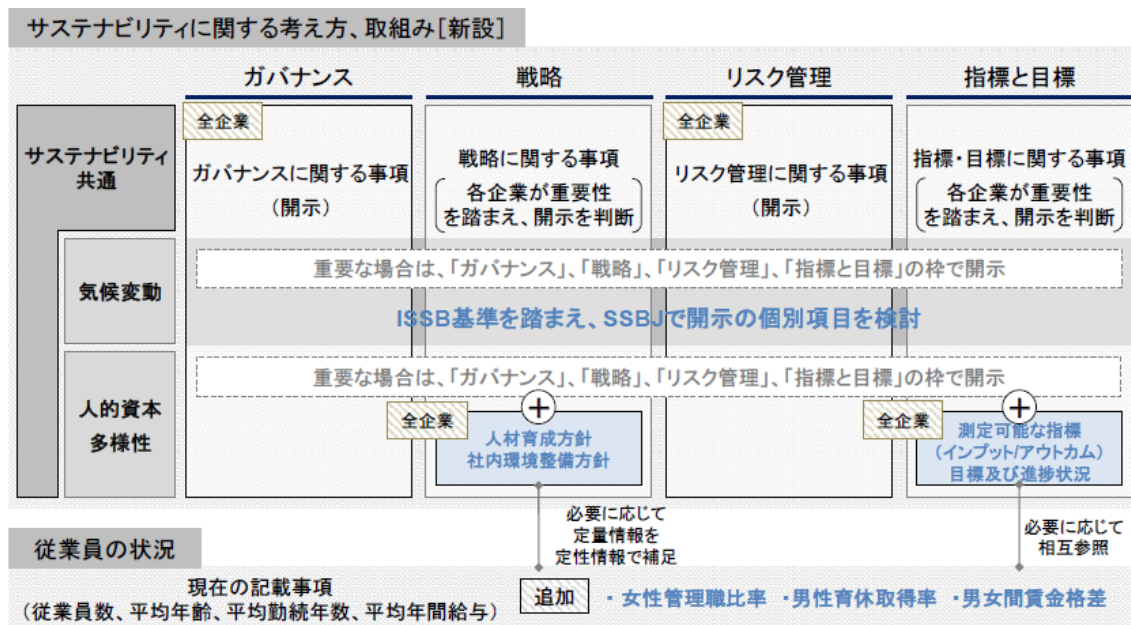 サステナビリティに関する考え方、取組み[新設]
ガバナンス
戦略
リスク管理
指標と目標
サステナビリティ
共通
全企業
ガバナンスに関する事項
(開示)
戦略に関する事項
各企業が重要性
を踏まえ、開示を判断
全企業
リスク管理に関する事項
(開示)
指標・目標に関する事項
各企業が重要性
を踏まえ、開示を判断
気候変動
重要な場合は、「ガバナンス」、「戦略」、「リスク管理」、「指標と目標」の枠で開示
ISSB基準を踏まえ、SSBJで開示の個別項目を検討
人的資本
多様性
重要な場合は、「ガバナンス」、「戦略」、「リスク管理」、「指標と目標」の枠で開示
全企業
+
人材育成方針
社内環境整備方針
全企業
+
測定可能な指標
(インプット/アウトカム)
目標及び進捗状況
必要に応じて
定量情報を
定性情報で補足
必要に応じて
相互参照
従業員の状況
現在の記載事項
(従業員数、平均年齢、平均勤続年数、平均年間給与)
追加
・女性管理職比率 ・男性育休取得率 ・男女間賃金格差